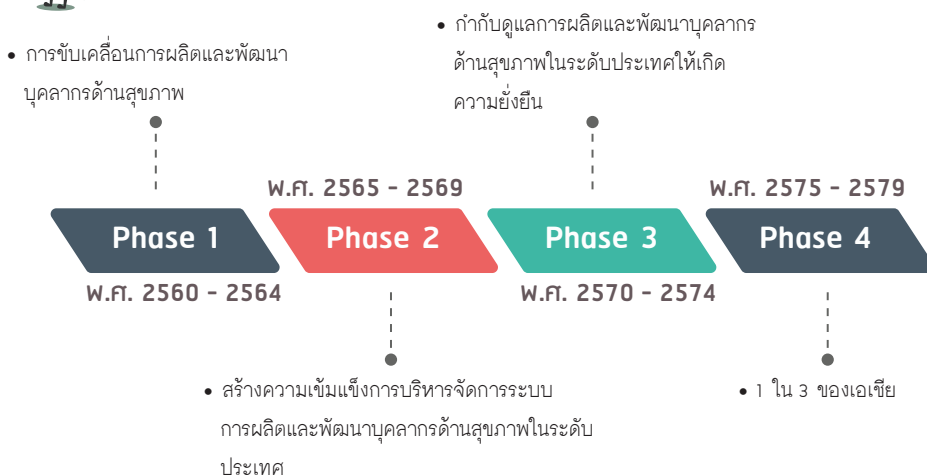 • การขับเคลื่อนการผลิตและพัฒนา
บุคลากรด้านสุขภาพ
• กำกับดูแลการผลิตและพัฒนาบุคลากร
ด้านสุขภาพในระดับประเทศให้เกิด
ความยั่งยืน
พ.ศ. 2565 - 2569
พ.ศ. 2575 - 2579
Phase 1
Phase 2
Phase 3
Phase 4
พ.ศ. 2560 - 2564
พ.ศ. 2570 - 2574
• สร้างความเข้มแข็งการบริหารจัดการระบบ
การผลิตและพัฒนาบุคลากรด้านสุขภาพในระดับ
ประเทศ
• 1 ใน 3 ของเอเชีย